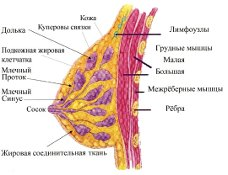 Кожа
Куперовы связки
Долька
Подкожная жировая
клетчатка
Млечный
Проток
Млечный
Синус
Сосок
Жировая соединительная ткань
Лимфоузлы
Грудные мышцы
Малая
Большая
Межрёберные мышцы
Рёбра